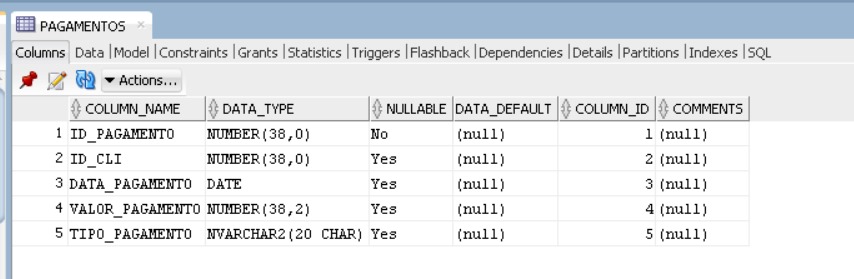 PAGAMENTOS
Columns Data |Model |Constraints |Grants |Statistics |Triggers |Flashback |Dependencies |Details |Partitions |Indexes |SQL
Actions...
COLUMN_NAME DATA_TYPE NULLABLE DATA_DEFAULT COLUMN_ID COMMENTS
1 ID_PAGAMENTO NUMBER(38,0) No (null) 1 (null)
2 ID_CLI NUMBER(38,0) Yes (null) 2 (null)
3 DATA_PAGAMENTO DATE Yes (null) 3 (null)
4 VALOR_PAGAMENTO NUMBER(38,2) Yes (null) 4 (null)
5 TIPO_PAGAMENTO NVARCHAR2(20 CHAR) Yes (null) 5 (null)